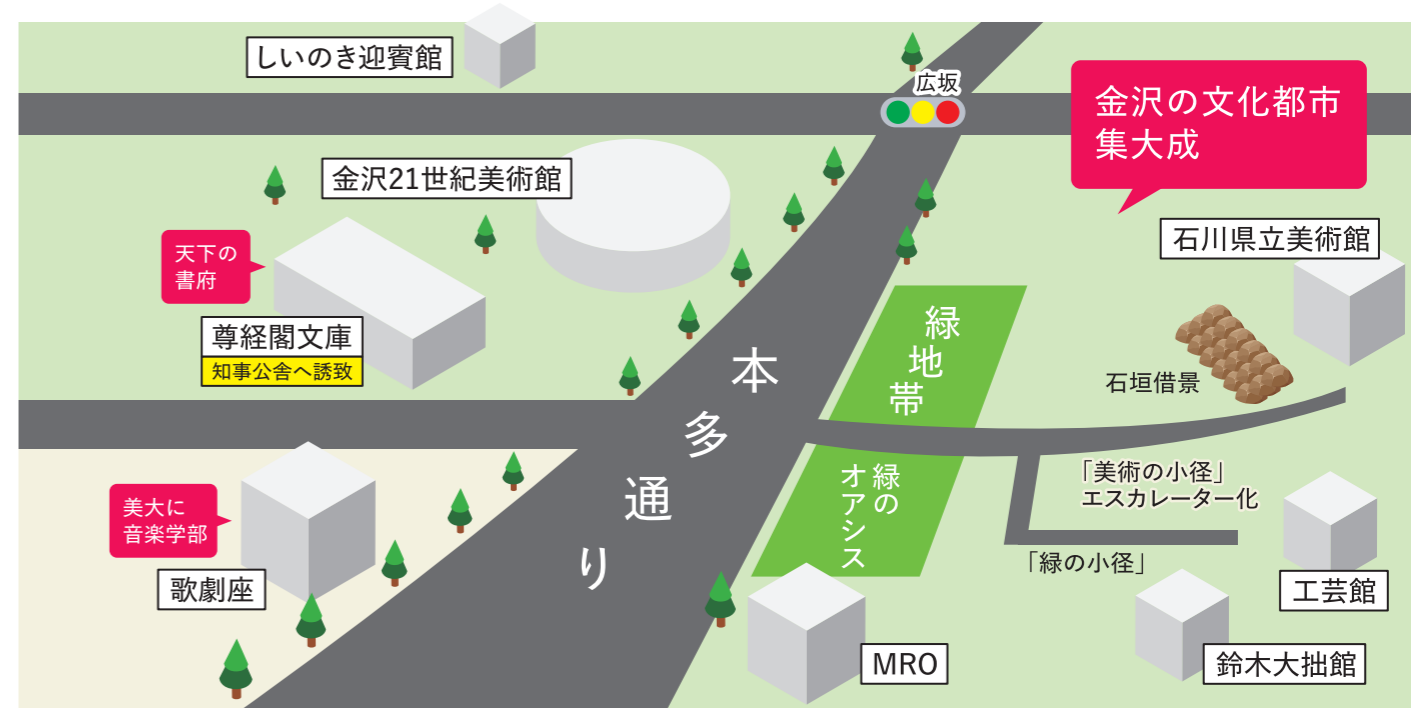 しいのき迎賓館
広坂
金沢の文化都市
集大成
金沢21世紀美術館
石川県立美術館
天下の
書府
尊経閣文庫
知事公舎へ誘致
緑地帯
石垣借景
本多通り
「美術の小径」
エスカレーター化
緑の
オアシス
美大に
音楽学部
歌劇座
「緑の小径」
工芸館
MRO
鈴木大拙館